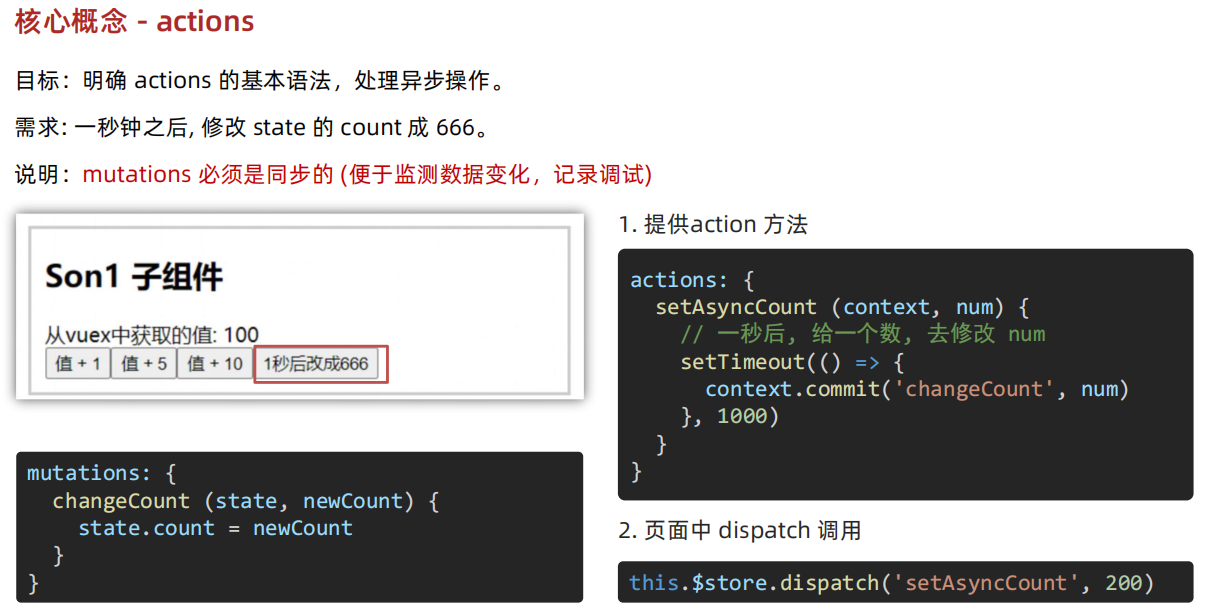 核心概念 - actions
目标：明确 actions 的基本语法，处理异步操作。
需求: 一秒钟之后, 修改 state 的 count 成 666。
说明：mutations 必须是同步的 (便于监测数据变化，记录调试)
Son1 子组件
从vuex中获取的值: 100
值 + 1 值 + 5 值 + 10 1秒后改成666
mutations: {
  changeCount (state, newCount) {
    state.count = newCount
  }
}
1. 提供action 方法
actions: {
  setAsyncCount (context, num) {
    // 一秒后, 给一个数, 去修改 num
    setTimeout(() => {
      context.commit('changeCount', num)
    }, 1000)
  }
}
2. 页面中 dispatch 调用
this.$store.dispatch('setAsyncCount', 200)